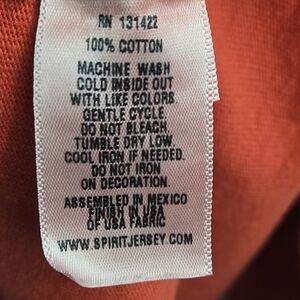 RN 131422
100% COTTON
MACHINE WASH
COLD INSIDE OUT
WITH LIKE COLORS
GENTLE CYCLE.
DO NOT BLEACH.
TUMBLE DRY LOW.
COOL IRON IF NEEDED.
DO NOT IRON
ON DECORATION.
ASSEMBLED IN MEXICO
FINISH IN USA
OF USA FABRIC
WWW.SPIRITJERSEY.COM